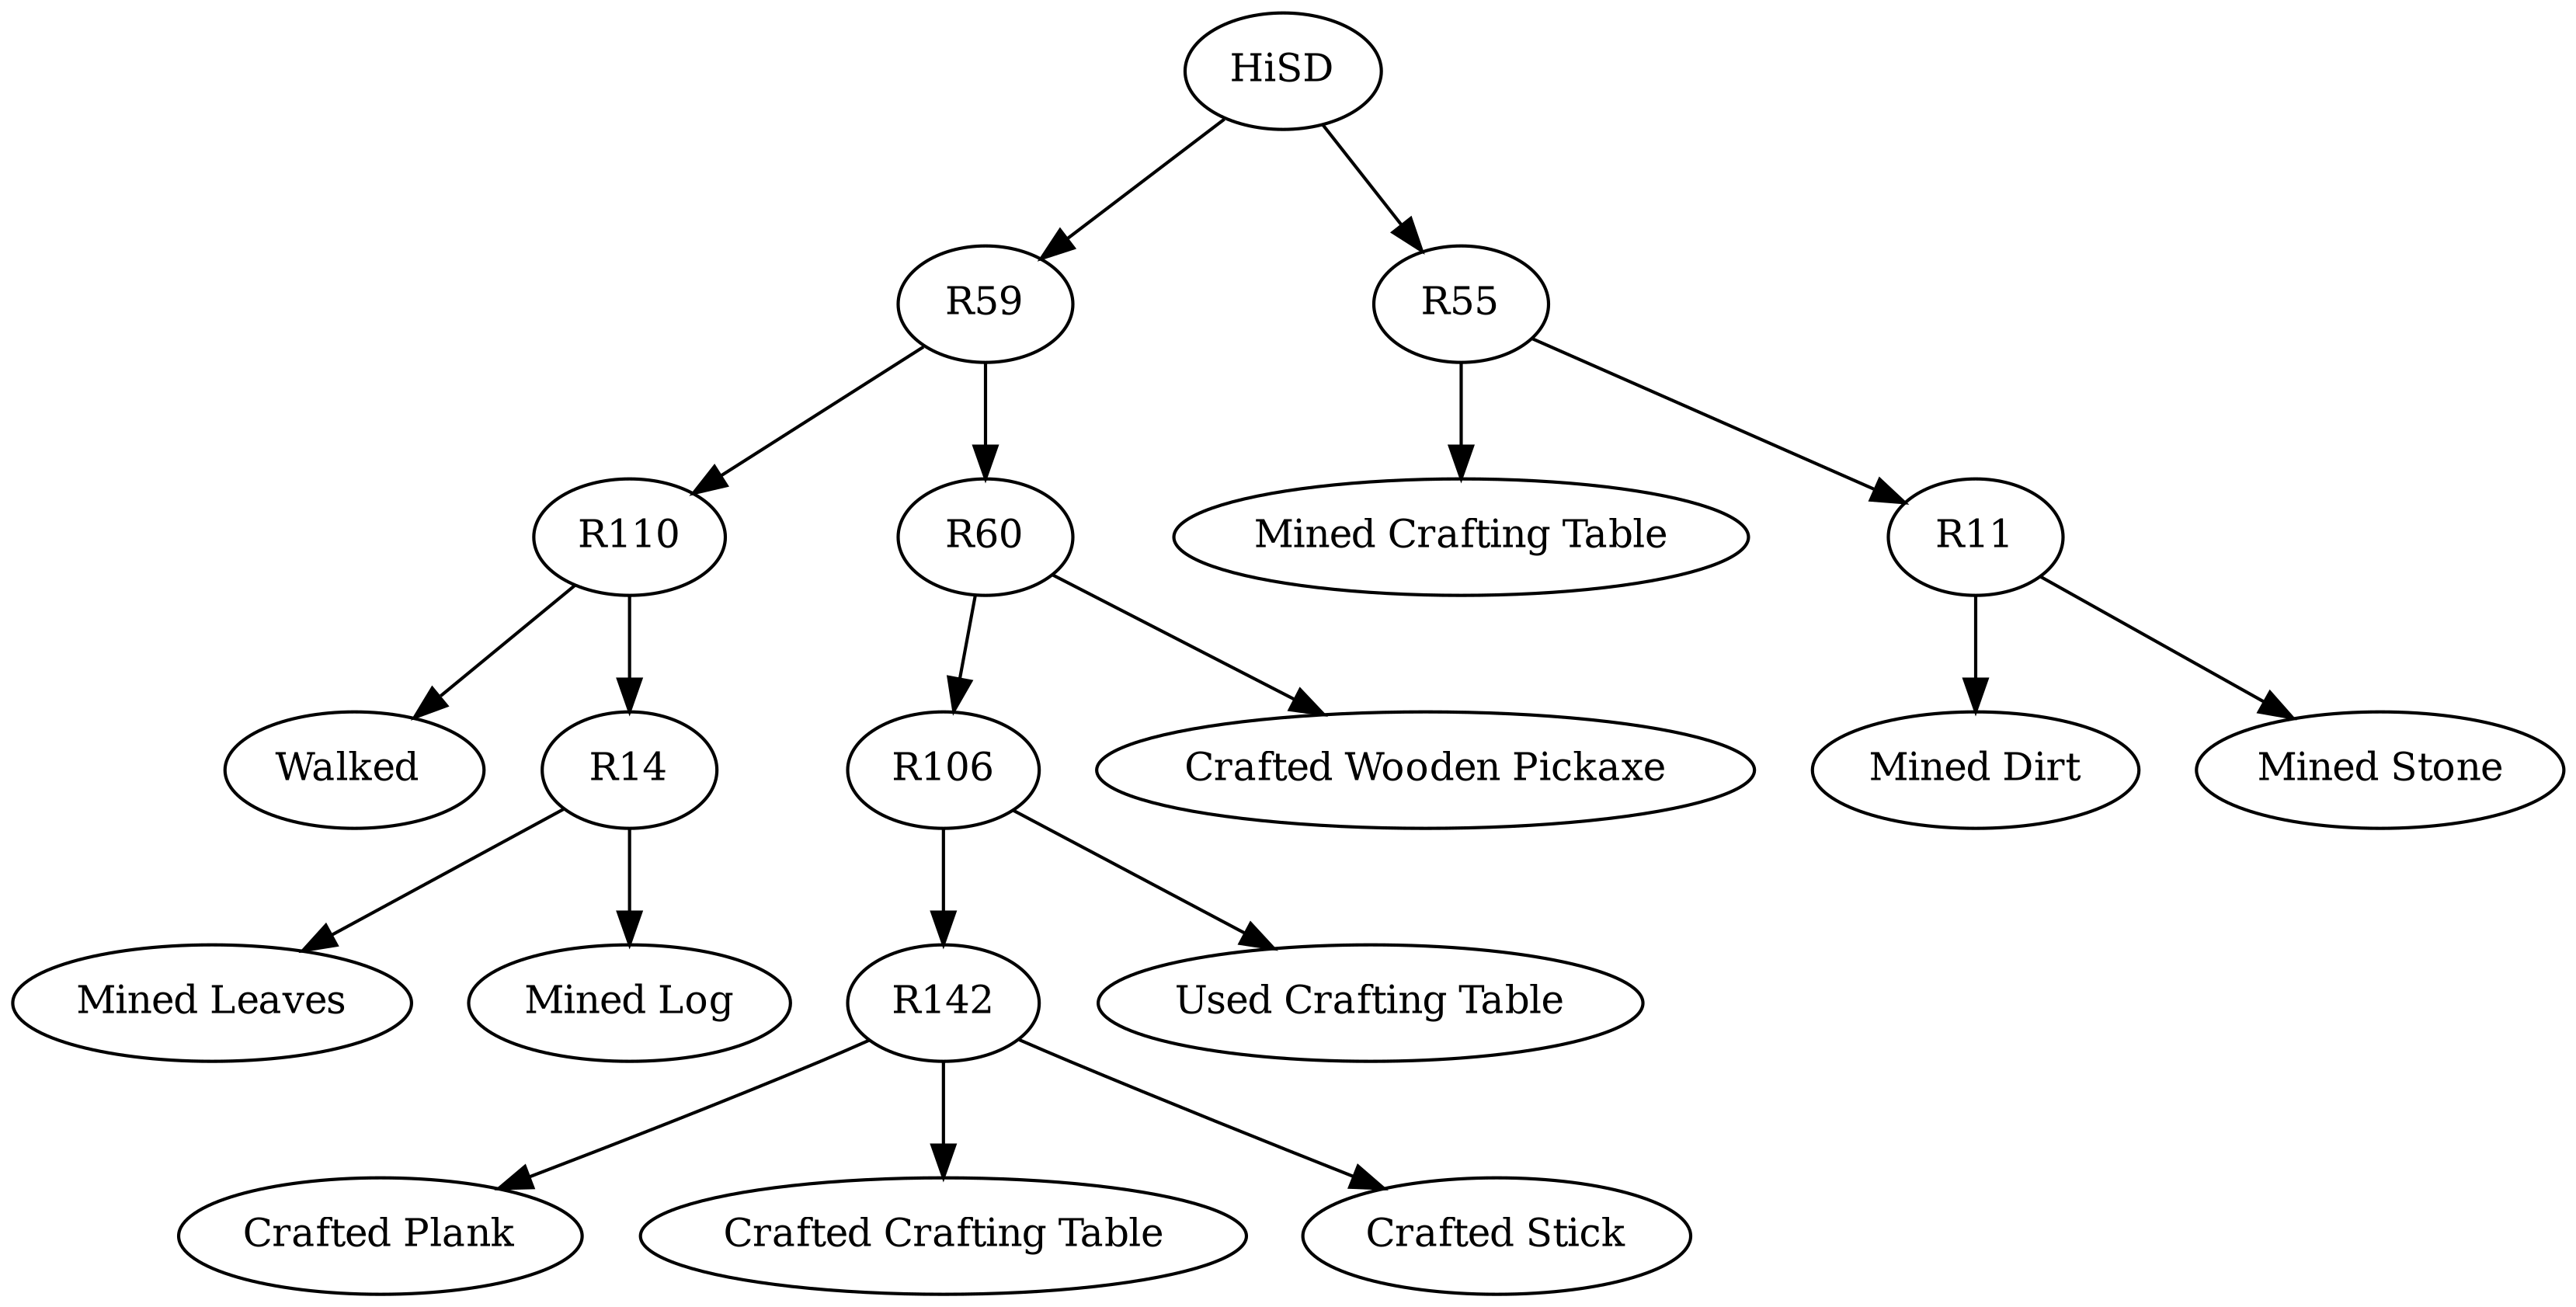 HiSD
R59
R55
R110
R60
Mined Crafting Table
R11
Walked
R14
R106
Crafted Wooden Pickaxe
Mined Dirt
Mined Stone
Mined Leaves
Mined Log
R142
Used Crafting Table
Crafted Plank
Crafted Crafting Table
Crafted Stick